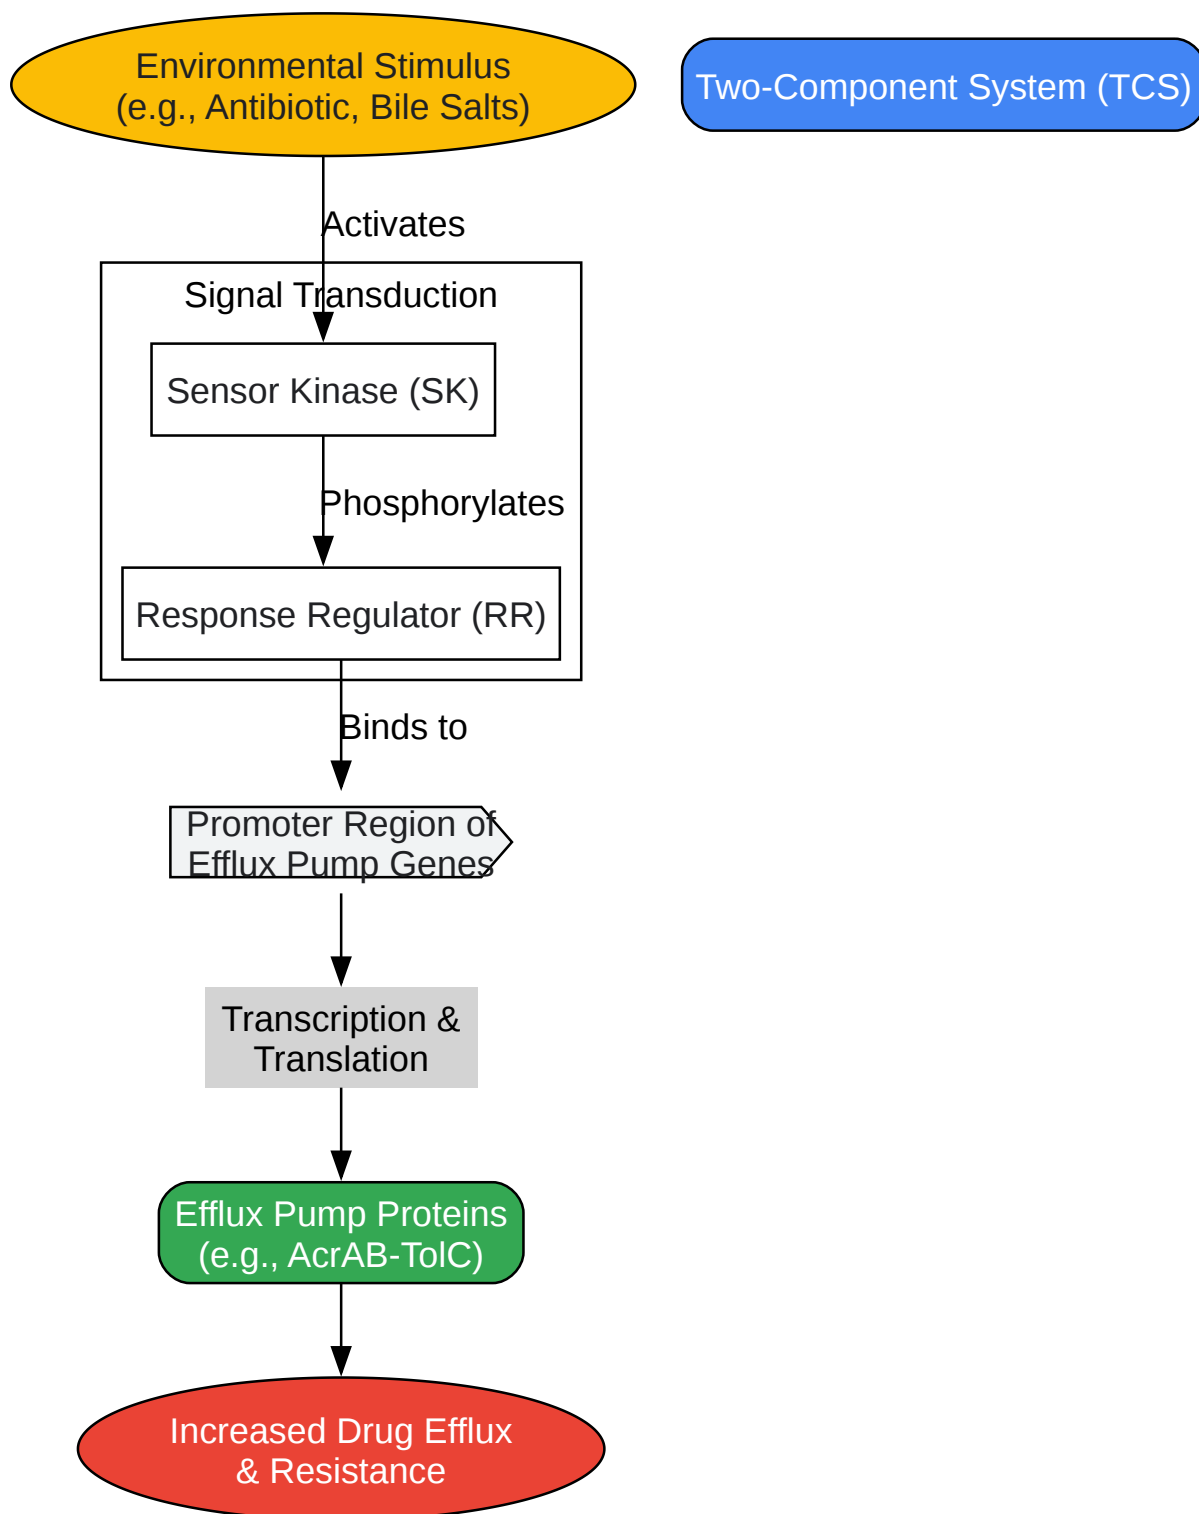 Environmental Stimulus
(e.g., Antibiotic, Bile Salts)
Two-Component System (TCS)
Activates
Signal Transduction
Sensor Kinase (SK)
Phosphorylates
Response Regulator (RR)
Binds to
Promoter Region of
Efflux Pump Genes
Transcription &
Translation
Efflux Pump Proteins
(e.g., AcrAB-TolC)
Increased Drug Efflux
& Resistance